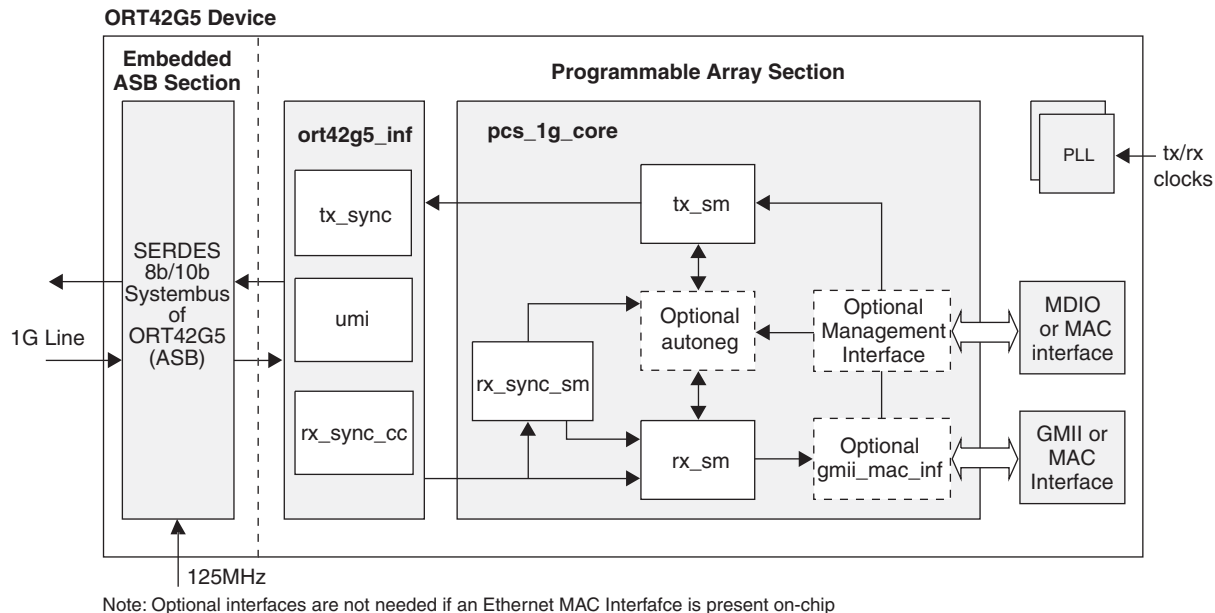 ORT42G5 Device
Embedded
ASB Section
Programmable Array Section
ort42g5_inf
pcs_1g_core
PLL
tx/rx
clocks
tx_sync
tx_sm
SERDES
8b/10b
Systembus
of
ORT42G5
(ASB)
1G Line
umi
Optional
autoneg
Optional
Management
Interface
MDIO
or MAC
interface
rx_sync_sm
rx_sync_cc
rx_sm
Optional
gmii_mac_inf
GMII or
MAC
Interface
125MHz
Note: Optional interfaces are not needed if an Ethernet MAC Interfafce is present on-chip